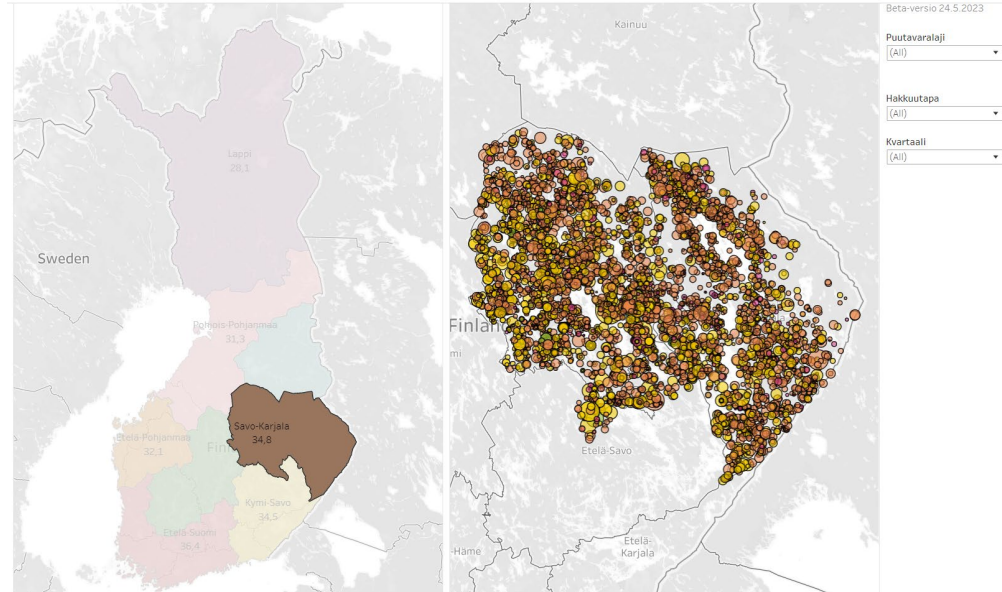 Lappi
28,1
Sweden
Pohjois-Pohjanmaa
31,3
Etelä-Pohjanmaa
32,1
Savo-Karjala
34,8
Kymi-Savo
34,5
Etelä-Suomi
36,4
Kainuu
Finland
Etelä-Savo
Etelä-
Karjala
-Häme
Beta-versio 24.5.2023
Puutavaralaji
(All)
Hakkuutapa
(All)
Kvartaali
(All)